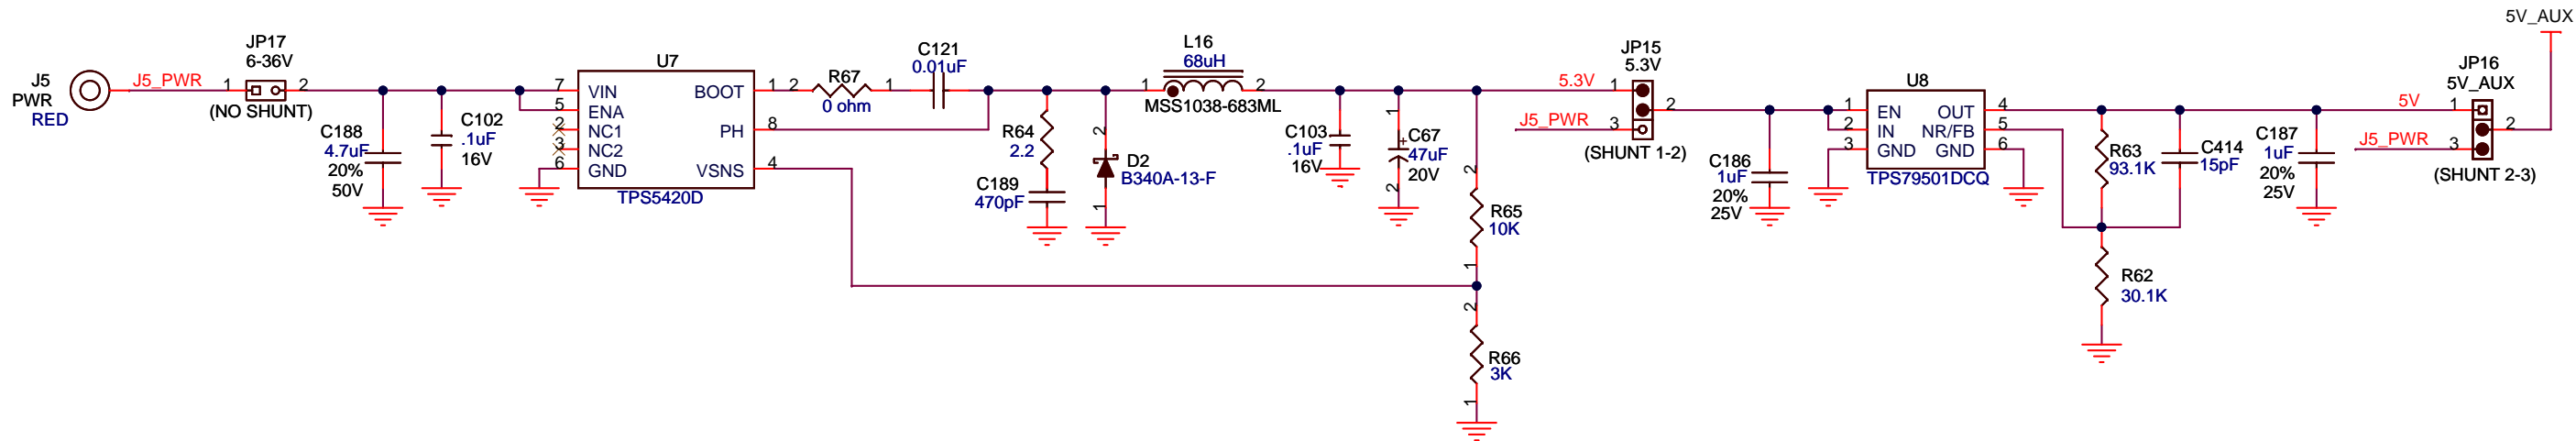 5V_AUX
J5
PWR
RED
J5_PWR
JP17
6-36V
1
2
(NO SHUNT)
C188
4.7uF
20%
50V
C102
.1uF
16V
U7
7
VIN
5
ENA
2
NC1
3
NC2
6
GND
BOOT
1
PH
8
VSNS
4
TPS5420D
2
R67
1
0 ohm
C121
0.01uF
R64
2.2
C189
470pF
2
D2
B340A-13-F
1
L16
68uH
1
2
MSS1038-683ML
C103
.1uF
16V
1
+
C67
47uF
20V
2
2
R65
10K
1
2
R66
3K
1
JP15
5.3V
5.3V
1
2
J5_PWR
3
(SHUNT 1-2)
C186
1uF
20%
25V
U8
1
EN
2
IN
3
GND
OUT
4
NR/FB
5
GND
6
TPS79501DCQ
R63
93.1K
C414
15pF
R62
30.1K
C187
1uF
20%
25V
JP16
5V_AUX
5V
1
2
J5_PWR
3
(SHUNT 2-3)